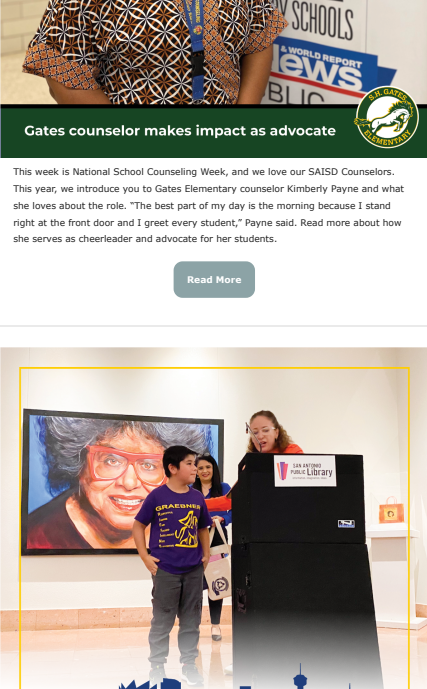 Y SCHOOLS
& WORLD REPORT
ews
BLIC
Gates counselor makes impact as advocate
S.H. GATES
ELEMENTARY
This week is National School Counseling Week, and we love our SAISD Counselors.
This year, we introduce you to Gates Elementary counselor Kimberly Payne and what
she loves about the role. “The best part of my day is the morning because I stand
right at the front door and I greet every student,” Payne said. Read more about how
she serves as cheerleader and advocate for her students.
Read More
SAN ANTONIO
PUBLIC Library
GRAEBNER